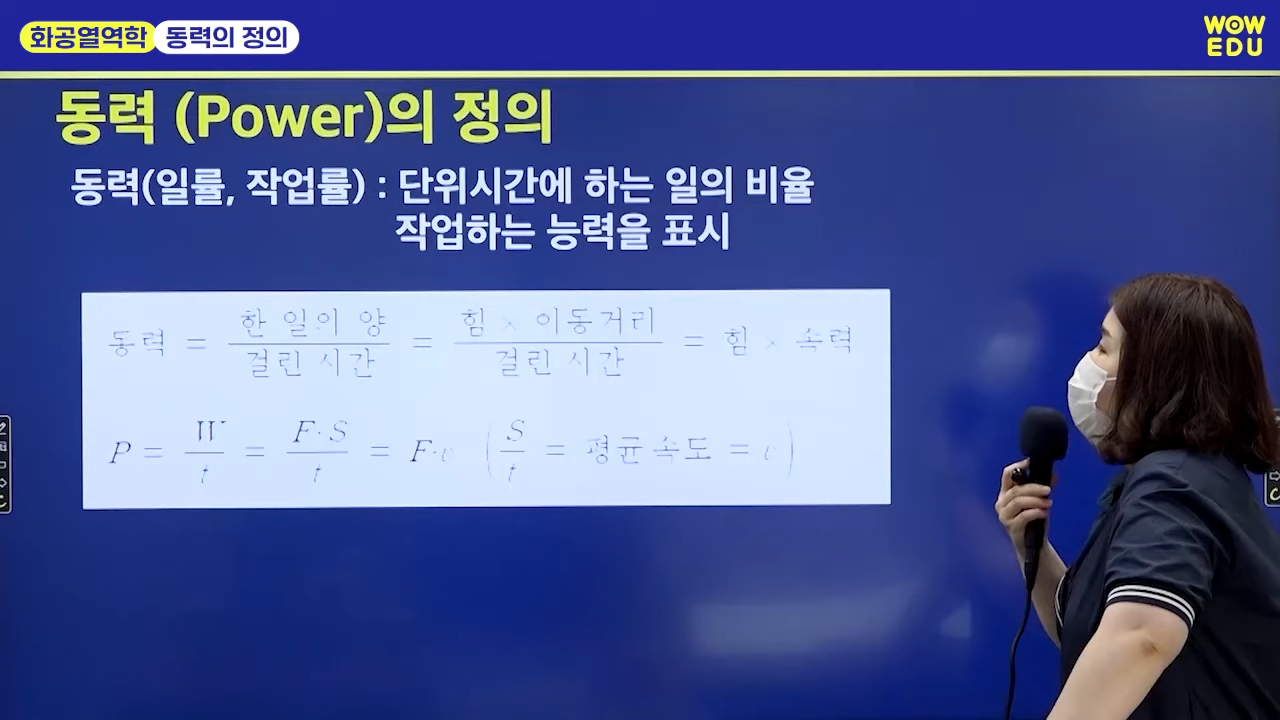 화공열역학 동력의 정의
WOW
EDU
동력 (Power)의 정의
동력(일률, 작업률) : 단위시간에 하는 일의 비율
작업하는 능력을 표시
동력 = 한 일의 양 / 걸린 시간 = 힘 × 이동거리 / 걸린 시간 = 힘 × 속력
P = W / t = F·S / t = F·v ( S / t = 평균 속도 = v )